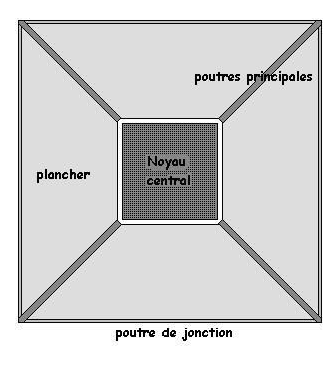 poutres principales
Noyau
central
plancher
poutre de jonction